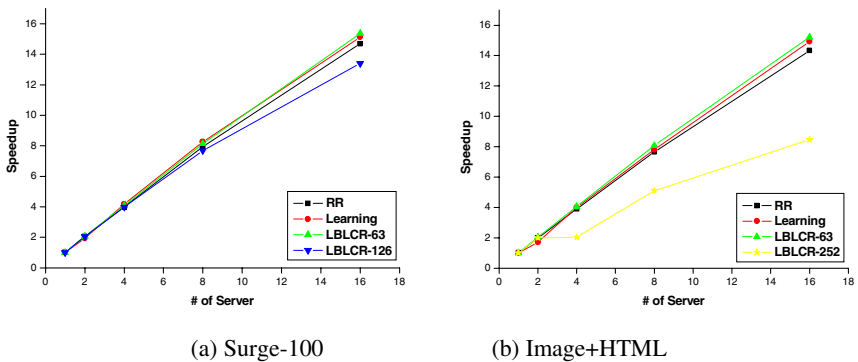 16
14
12
10
8
6
4
2
0
Speedup
0 2 4 6 8 10 12 14 16 18
# of Server
RR
Learning
LBLCR-63
LBLCR-126
(a) Surge-100
16
14
12
10
8
6
4
2
0
Speedup
0 2 4 6 8 10 12 14 16 18
# of Server
RR
Learning
LBLCR-63
LBLCR-252
(b) Image+HTML